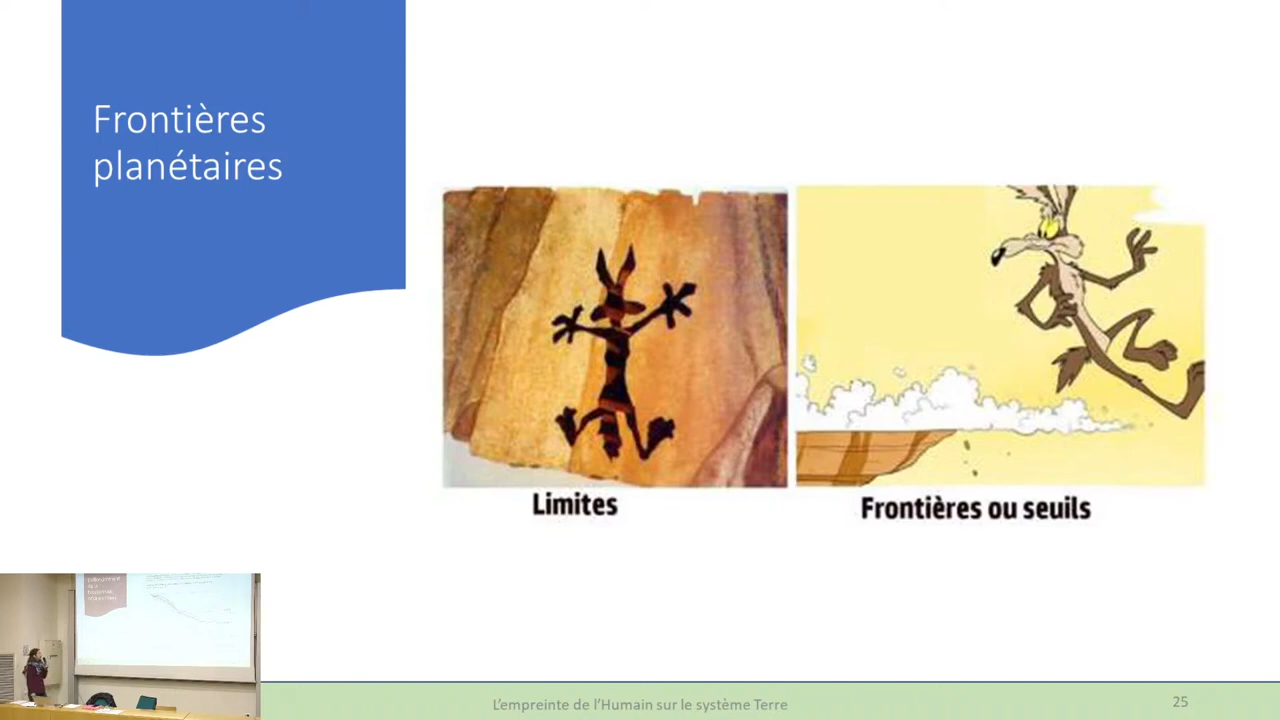 Frontières
planétaires
Limites
Frontières ou seuils
L'empreinte de l'Humain sur le système Terre
25